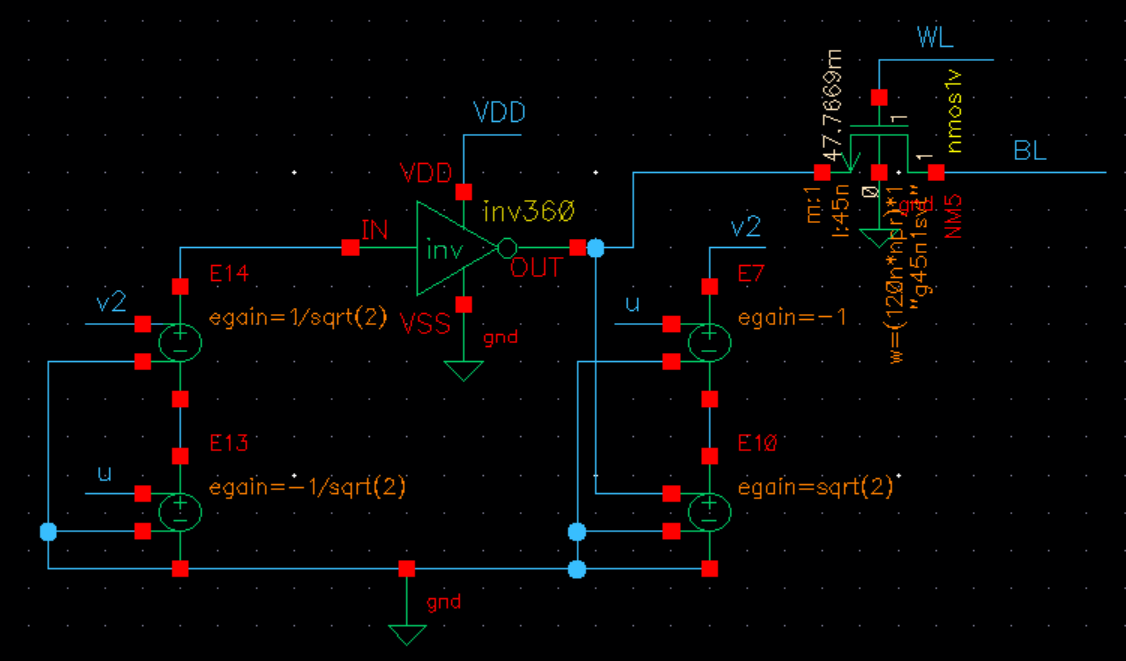 WL
47.7669m
1
nmos1v
1
BL
VDD
VDD
inv360
IN
inv
OUT
VSS
gnd
m:1
l:45n
0
gnd
w=(120n*npr)*1
"g45n1svt"
NM5
E14
v2
egain=1/sqrt(2)
v2
E7
u
egain=-1
E13
u
egain=-1/sqrt(2)
E10
egain=sqrt(2)
gnd